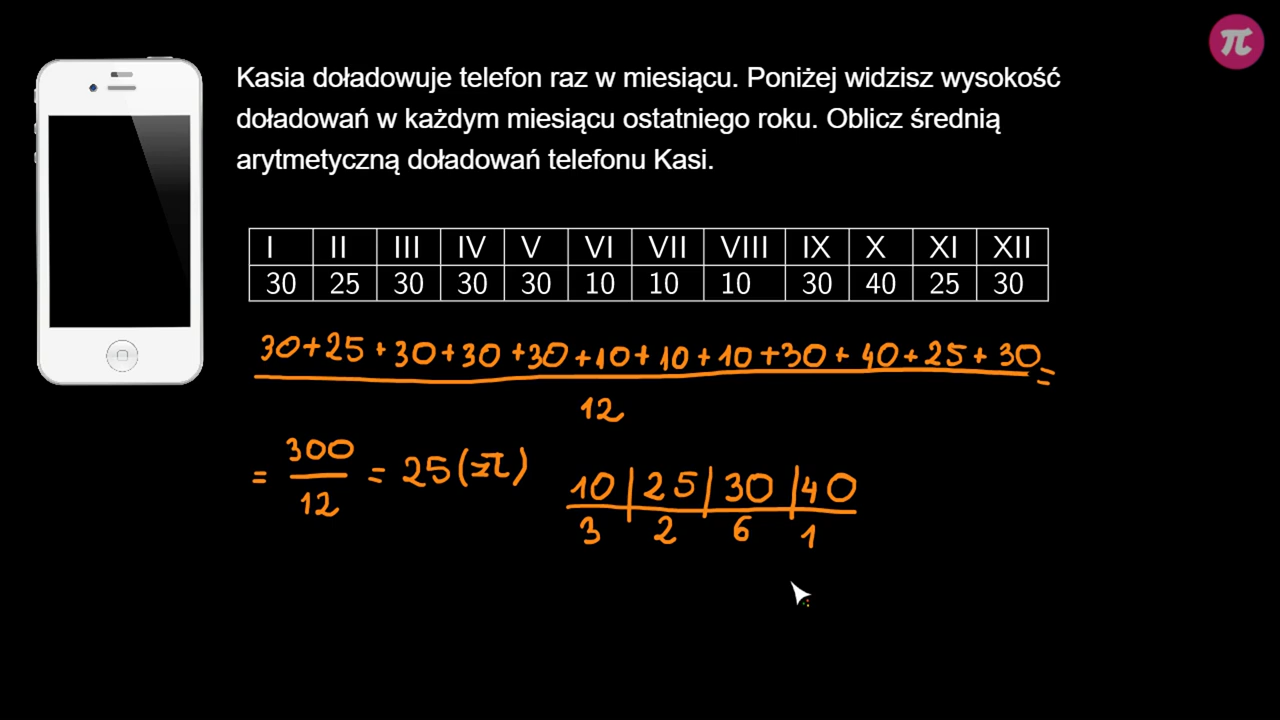 π
Kasia doładowuje telefon raz w miesiącu. Poniżej widzisz wysokość
doładowań w każdym miesiącu ostatniego roku. Oblicz średnią
arytmetyczną doładowań telefonu Kasi.
I II III IV V VI VII VIII IX X XI XII
30 25 30 30 30 10 10 10 30 40 25 30
30+25+30+30+30+10+10+10+30+40+25+30 =
12
= 300/12 = 25 (zł)
10 | 25 | 30 | 40
3 2 6 1